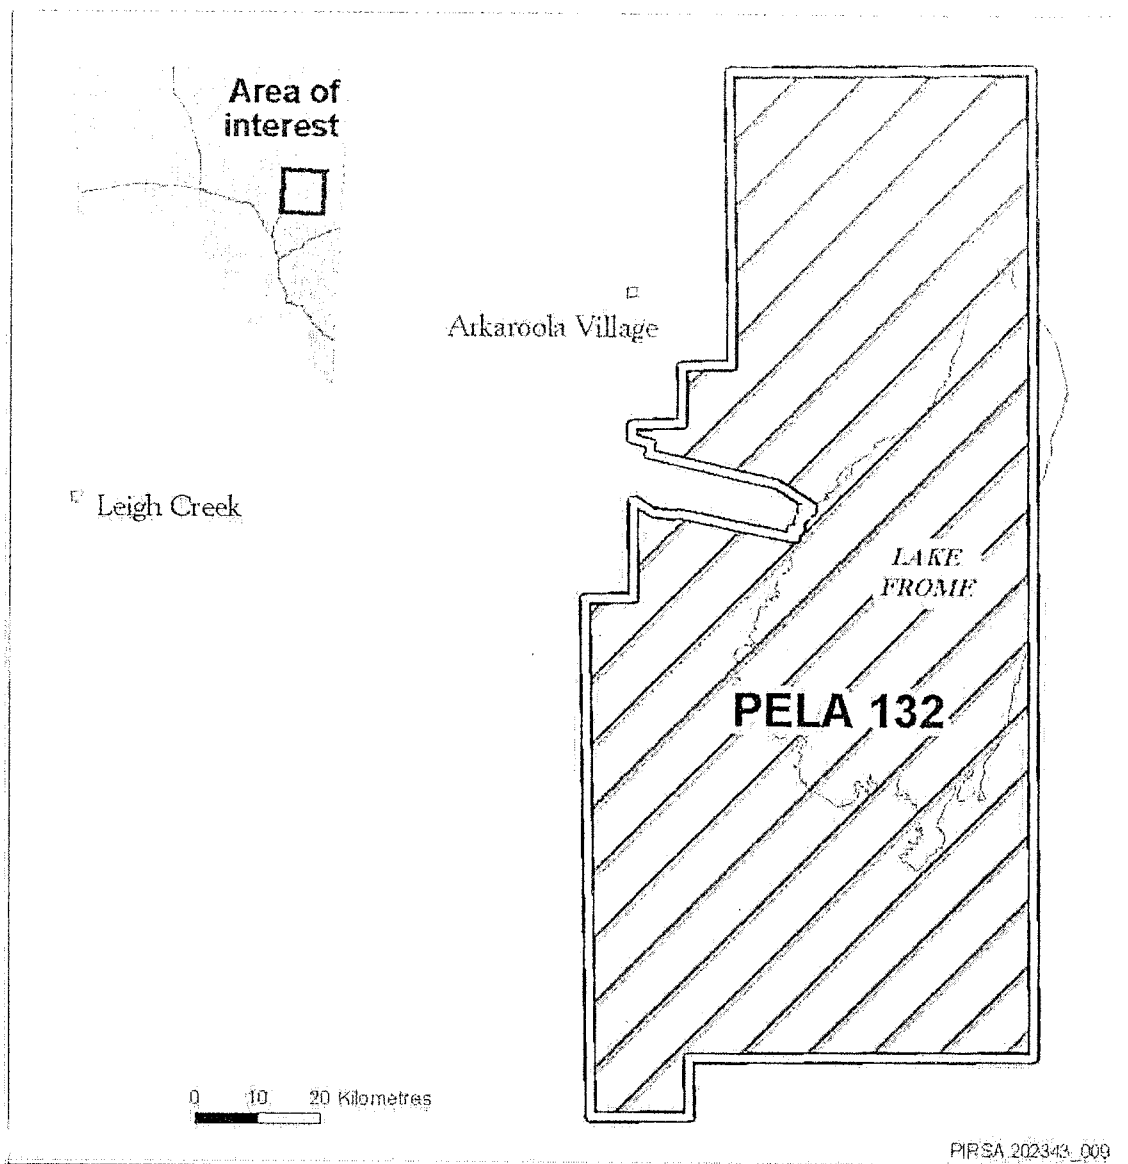 Area of
interest
Arkaroola Village
Leigh Creek
LAKE
FROME
PELA 132
0 10 20 Kilometres
PIRSA 202343_009